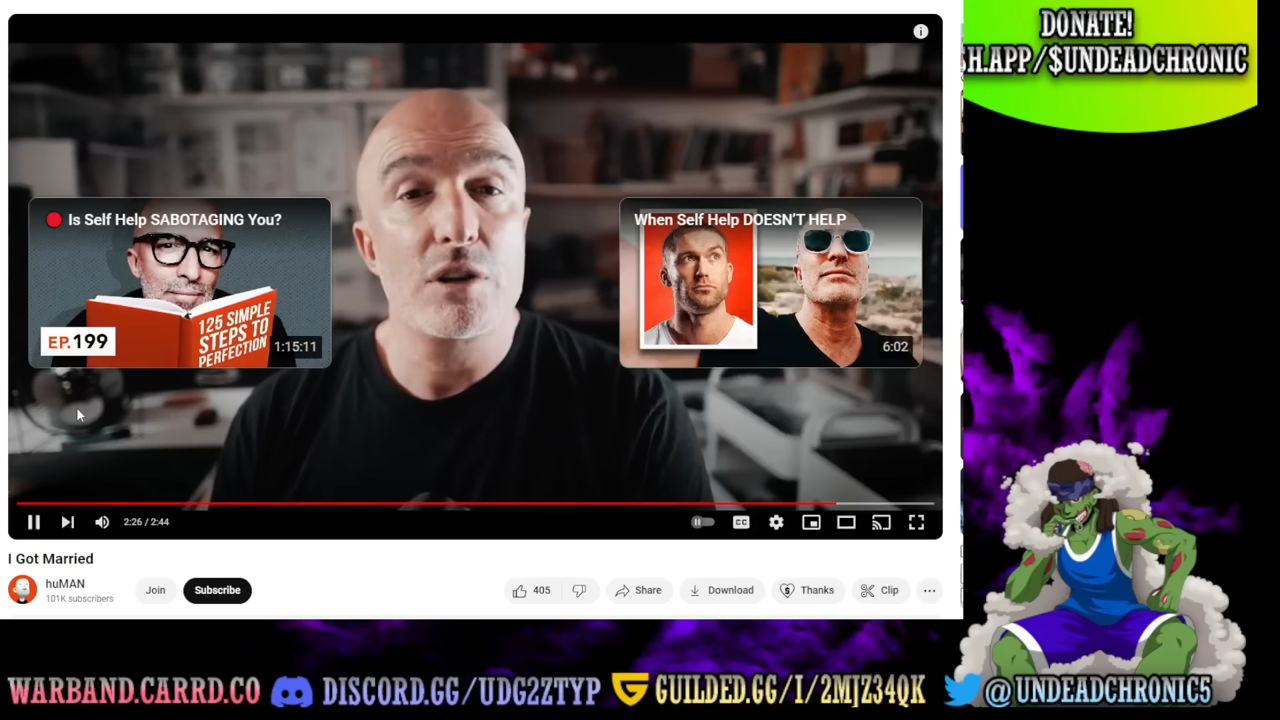 DONATE!
SH.APP/$UNDEADCHRONIC
Is Self Help SABOTAGING You?
EP.199
125 SIMPLE
STEPS TO
PERFECTION
1:15:11
When Self Help DOESN'T HELP
6:02
2:26 / 2:44
CC
I Got Married
huMAN
101K subscribers
Join
Subscribe
405
Share
Download
Thanks
Clip
WARBAND.CARRD.CO
DISCORD.GG/UDG2ZTYP
GUILDED.GG/I/2MJZ34QK
@UNDEADCHRONIC5